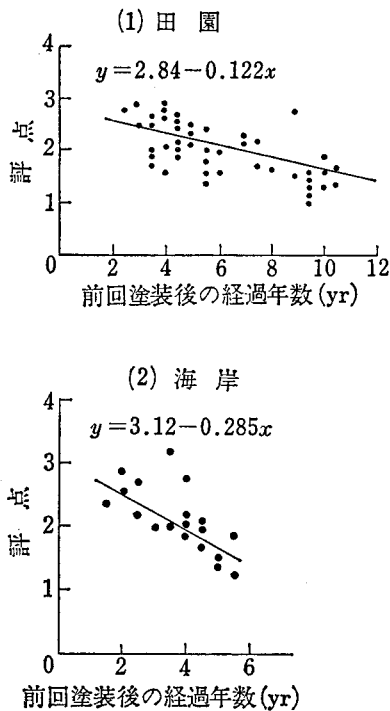 (1) 田 園
4
y=2.84−0.122x
3
評 点
2
1
0
2 4 6 8 10 12
前回塗装後の経過年数(yr)
(2) 海 岸
4
y=3.12−0.285x
3
評 点
2
1
0
2 4 6
前回塗装後の経過年数(yr)